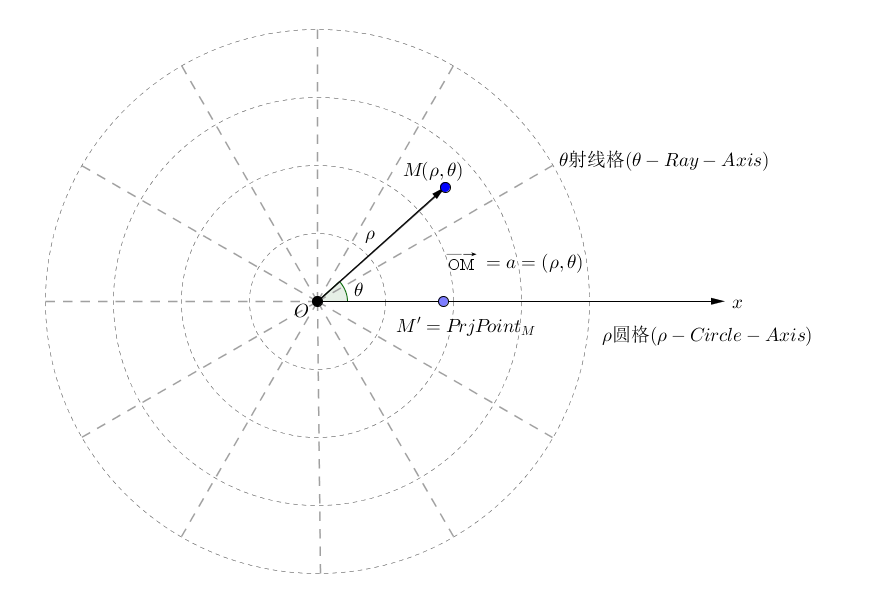 θ射线格(θ − Ray − Axis)
M(ρ, θ)
ρ
OM = a = (ρ, θ)
θ
O
x
M′ = PrjPoint_M
ρ圆格(ρ − Circle − Axis)